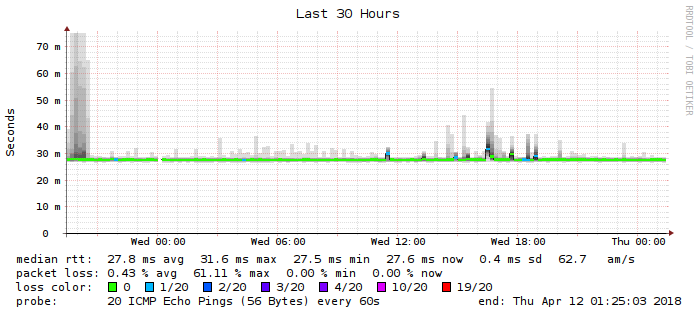 Last 30 Hours
RRDTOOL / TOBI OETIKER
Seconds
70 m
60 m
50 m
40 m
30 m
20 m
10 m
0
Wed 00:00 Wed 06:00 Wed 12:00 Wed 18:00 Thu 00:00
median rtt: 27.8 ms avg 31.6 ms max 27.5 ms min 27.6 ms now 0.4 ms sd 62.7 am/s
packet loss: 0.43 % avg 61.11 % max 0.00 % min 0.00 % now
loss color: 0 1/20 2/20 3/20 4/20 10/20 19/20
probe: 20 ICMP Echo Pings (56 Bytes) every 60s end: Thu Apr 12 01:25:03 2018